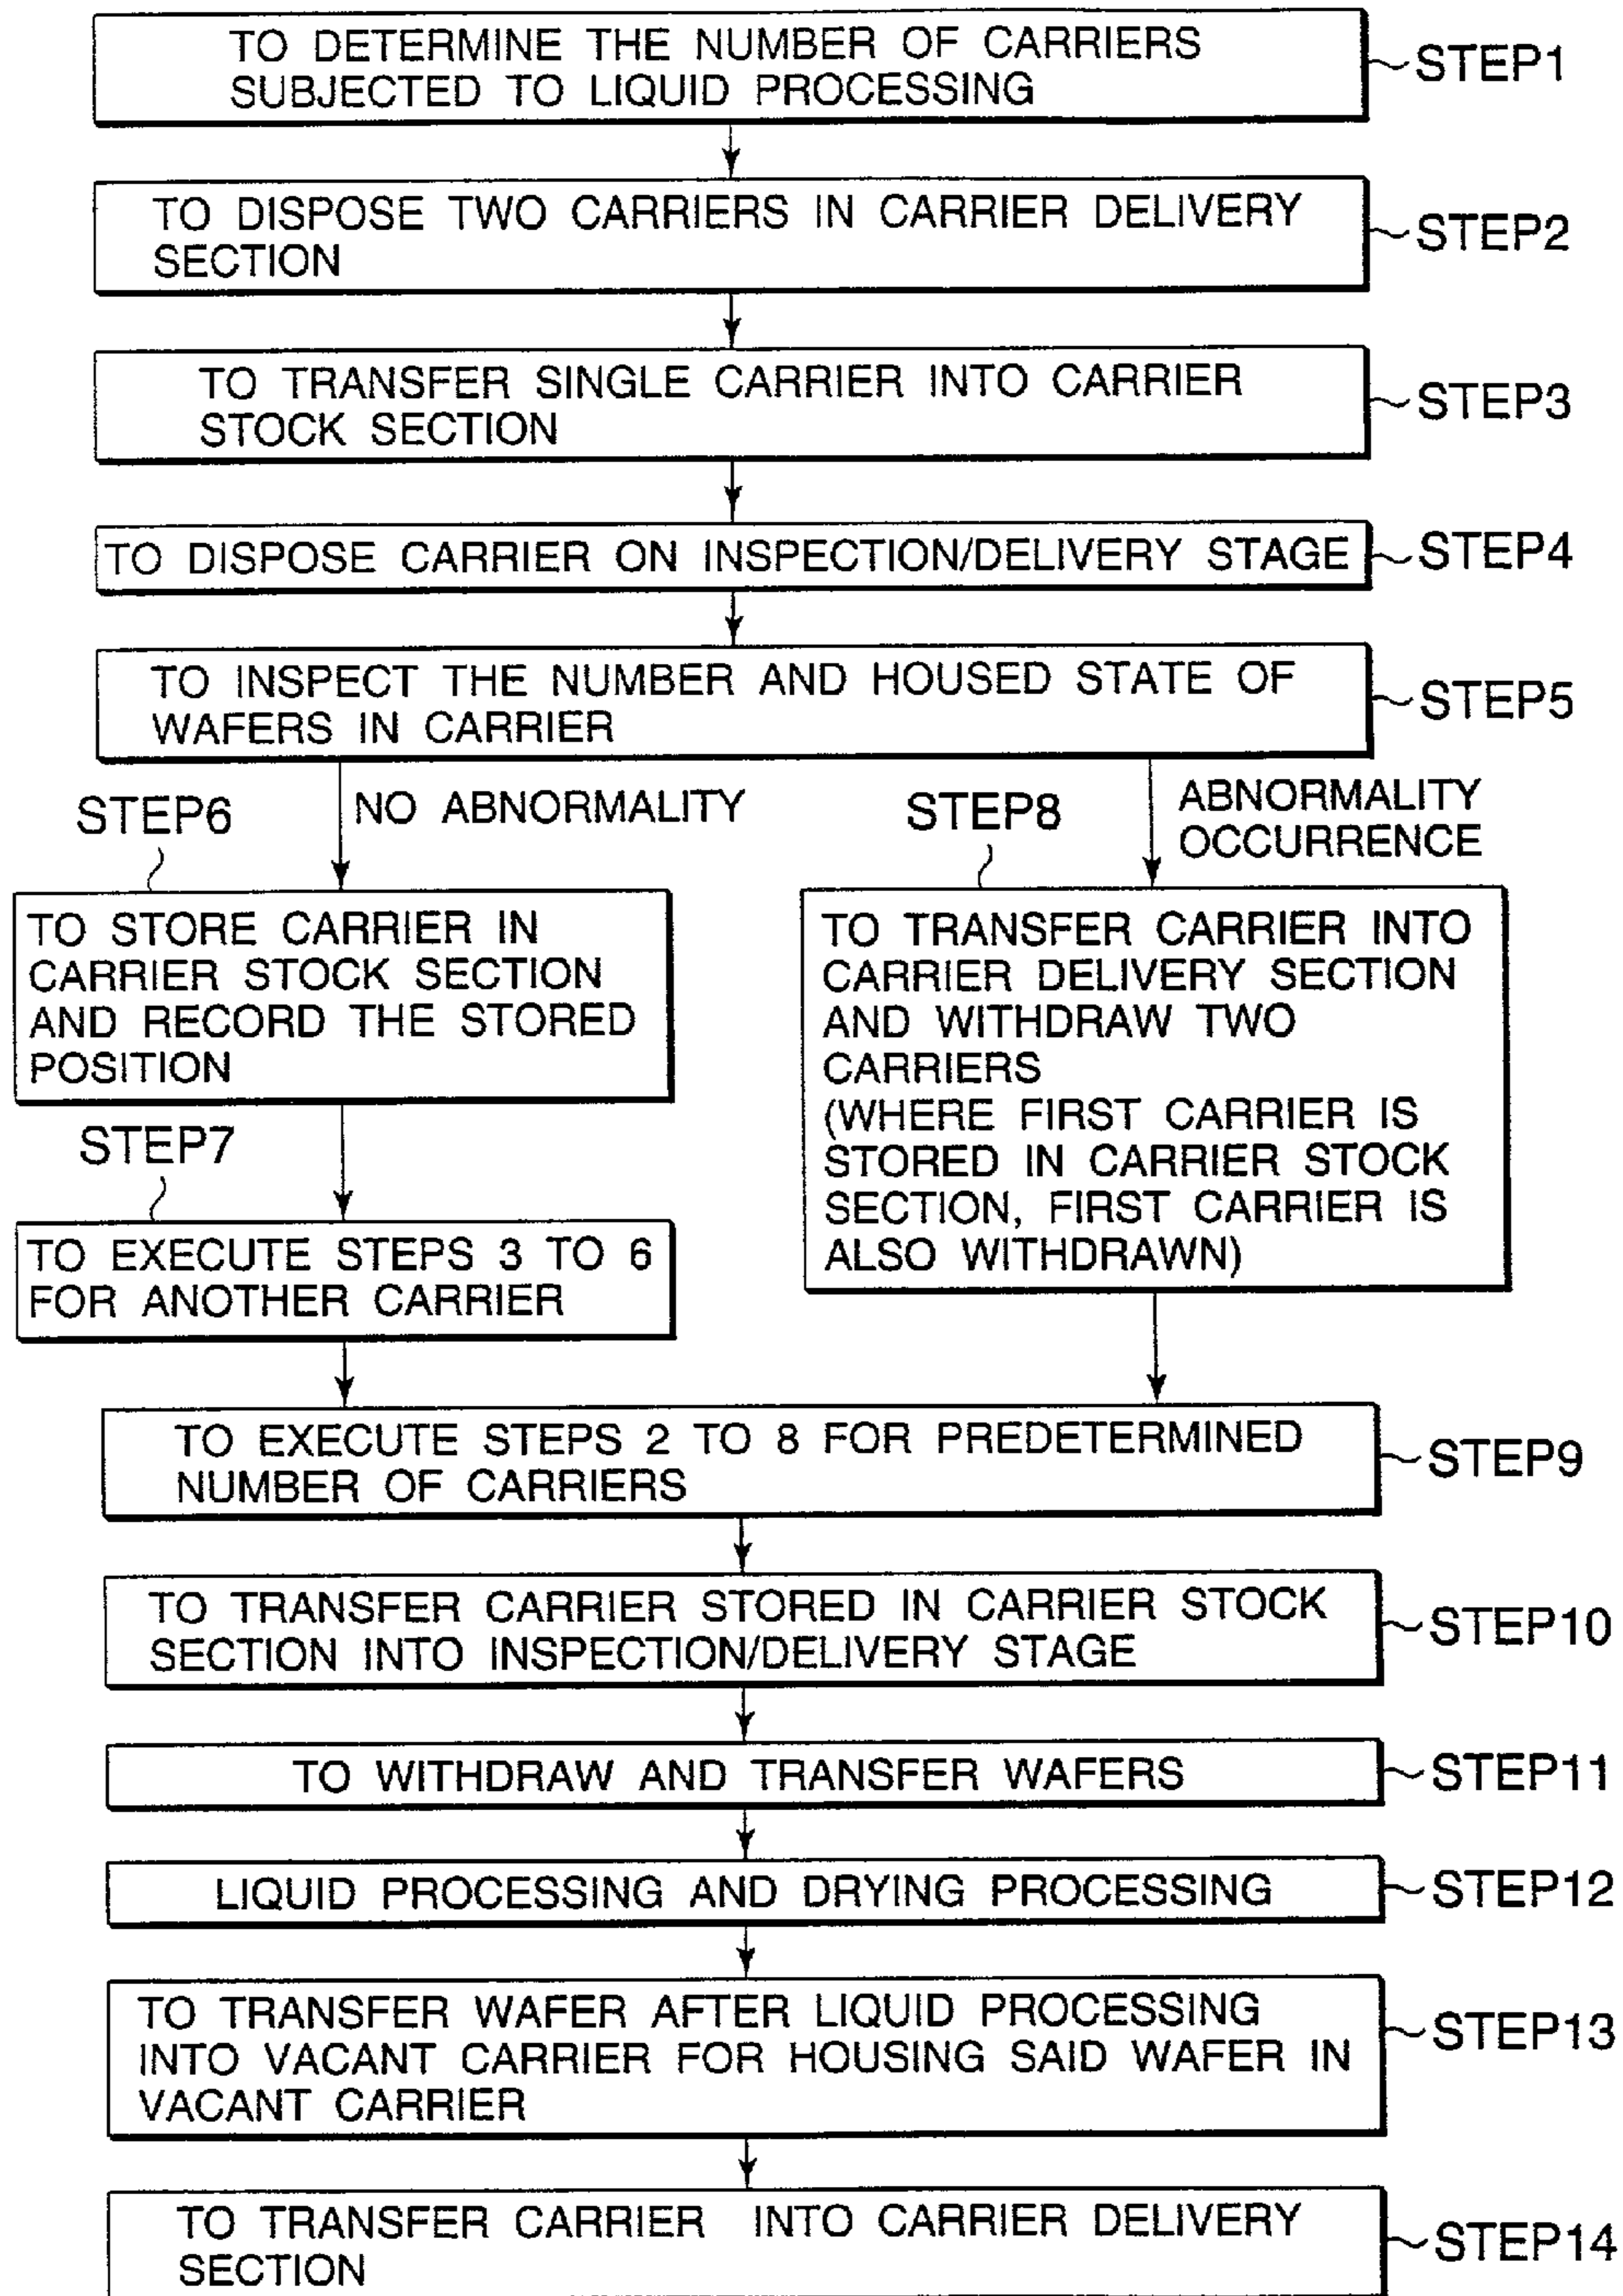 TO DETERMINE THE NUMBER OF CARRIERS
SUBJECTED TO LIQUID PROCESSING
STEP1
TO DISPOSE TWO CARRIERS IN CARRIER DELIVERY
SECTION
STEP2
TO TRANSFER SINGLE CARRIER INTO CARRIER
STOCK SECTION
STEP3
TO DISPOSE CARRIER ON INSPECTION/DELIVERY STAGE
STEP4
TO INSPECT THE NUMBER AND HOUSED STATE OF
WAFERS IN CARRIER
STEP5
NO ABNORMALITY
STEP6
TO STORE CARRIER IN
CARRIER STOCK SECTION
AND RECORD THE STORED
POSITION
STEP7
TO EXECUTE STEPS 3 TO 6
FOR ANOTHER CARRIER
ABNORMALITY
OCCURRENCE
STEP8
TO TRANSFER CARRIER INTO
CARRIER DELIVERY SECTION
AND WITHDRAW TWO
CARRIERS
(WHERE FIRST CARRIER IS
STORED IN CARRIER STOCK
SECTION, FIRST CARRIER IS
ALSO WITHDRAWN)
TO EXECUTE STEPS 2 TO 8 FOR PREDETERMINED
NUMBER OF CARRIERS
STEP9
TO TRANSFER CARRIER STORED IN CARRIER STOCK
SECTION INTO INSPECTION/DELIVERY STAGE
STEP10
TO WITHDRAW AND TRANSFER WAFERS
STEP11
LIQUID PROCESSING AND DRYING PROCESSING
STEP12
TO TRANSFER WAFER AFTER LIQUID PROCESSING
INTO VACANT CARRIER FOR HOUSING SAID WAFER IN
VACANT CARRIER
STEP13
TO TRANSFER CARRIER INTO CARRIER DELIVERY
SECTION
STEP14